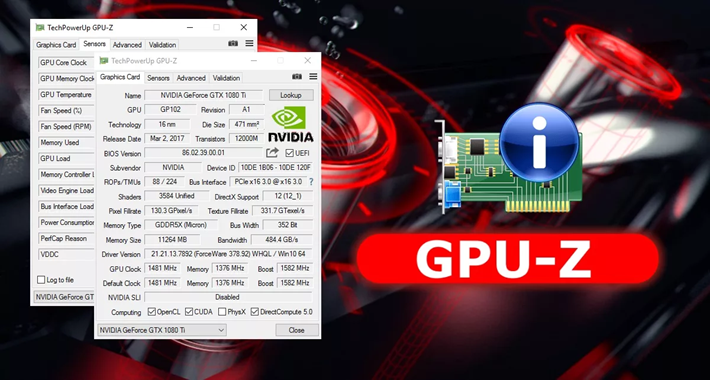 TechPowerUp GPU-Z
Graphics Card Sensors Advanced Validation
GPU Core Clock
GPU Memory Clock
GPU Temperature
Fan Speed (%)
Fan Speed (RPM)
Memory Used
GPU Load
Memory Controller L
Video Engine Load
Bus Interface Load
Power Consumption
PerfCap Reason
VDDC
Log to file
NVIDIA GeForce GT
TechPowerUp GPU-Z
Graphics Card Sensors Advanced Validation
Name NVIDIA GeForce GTX 1080 Ti Lookup
GPU GP102 Revision A1
Technology 16 nm Die Size 471 mm²
Release Date Mar 2, 2017 Transistors 12000M
NVIDIA
BIOS Version 86.02.39.00.01 UEFI
Subvendor NVIDIA Device ID 10DE 1B06 - 10DE 120F
ROPs/TMUs 88 / 224 Bus Interface PCIe x16 3.0 @ x16 3.0 ?
Shaders 3584 Unified DirectX Support 12 (12_1)
Pixel Fillrate 130.3 GPixel/s Texture Fillrate 331.7 GTexel/s
Memory Type GDDR5X (Micron) Bus Width 352 Bit
Memory Size 11264 MB Bandwidth 484.4 GB/s
Driver Version 21.21.13.7892 (ForceWare 378.92) WHQL / Win10 64
GPU Clock 1481 MHz Memory 1376 MHz Boost 1582 MHz
Default Clock 1481 MHz Memory 1376 MHz Boost 1582 MHz
NVIDIA SLI Disabled
Computing OpenCL CUDA PhysX DirectCompute 5.0
NVIDIA GeForce GTX 1080 Ti Close
i
GPU-Z